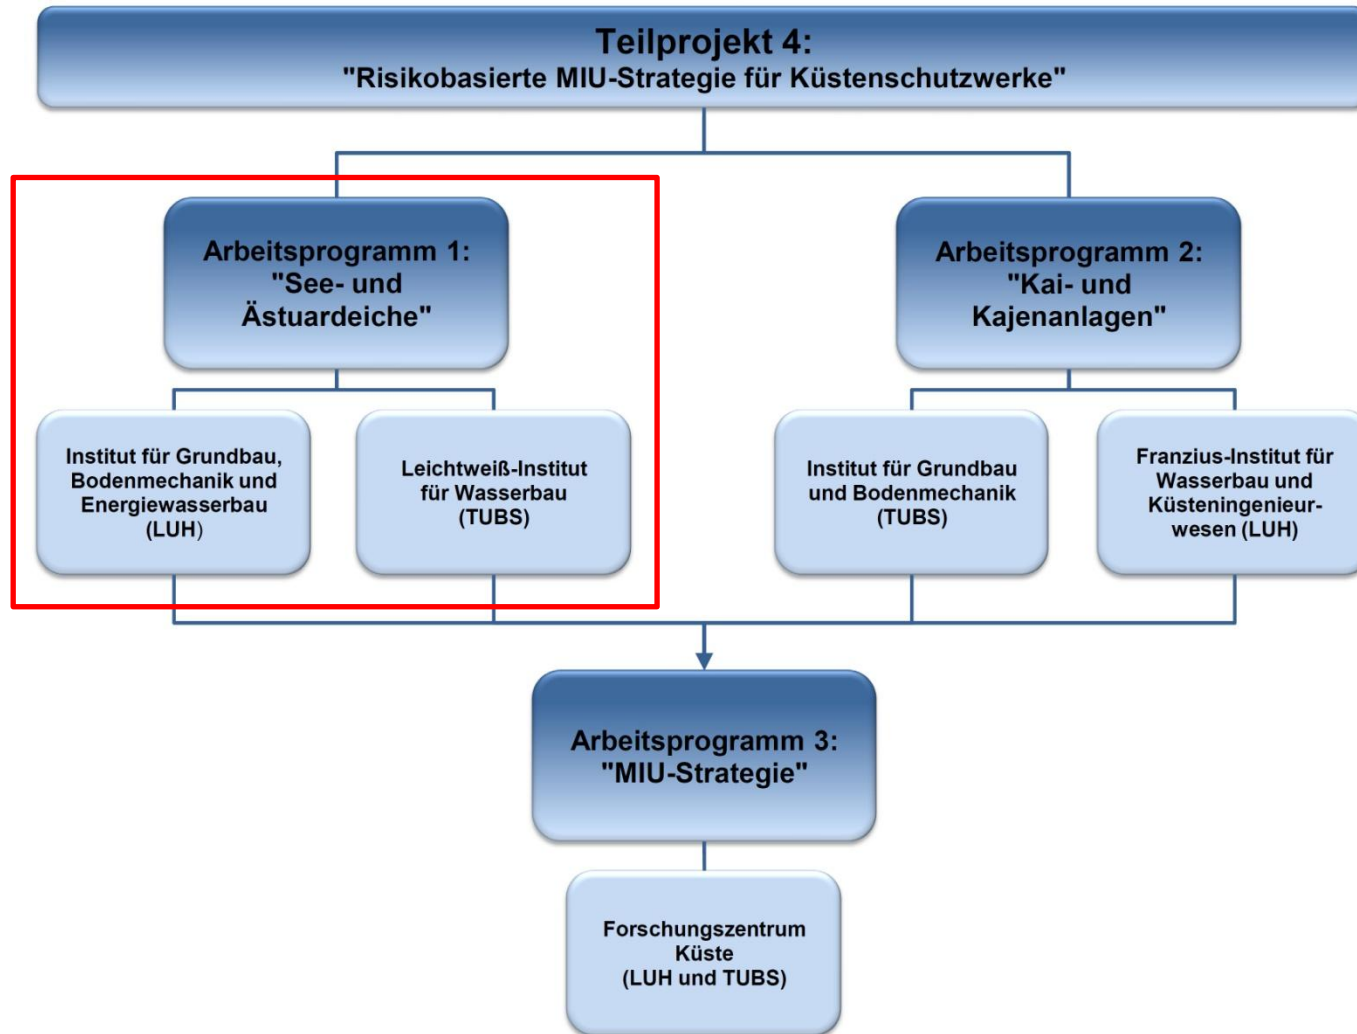 Teilprojekt 4:
"Risikobasierte MIU-Strategie für Küstenschutzwerke"
Arbeitsprogramm 1:
"See- und
Ästuardeiche"
Arbeitsprogramm 2:
"Kai- und
Kajenanlagen"
Institut für Grundbau,
Bodenmechanik und
Energiewasserbau
(LUH)
Leichtweiß-Institut
für Wasserbau
(TUBS)
Institut für Grundbau
und Bodenmechanik
(TUBS)
Franzius-Institut für
Wasserbau und
Küsteningenieur-
wesen (LUH)
Arbeitsprogramm 3:
"MIU-Strategie"
Forschungszentrum
Küste
(LUH und TUBS)